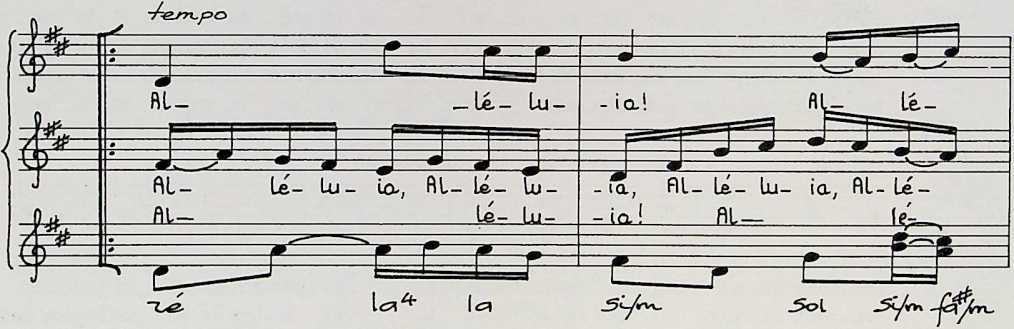 tempo
Al– –lé–lu– -ia! Al– lé–
Al– lé–lu–ia, Al–lé–lu– -ia, Al–lé–lu–ia, Al–lé–
Al– lé–lu– -ia! Al– lé–
ré la4 la si/m sol si/m fa#/m